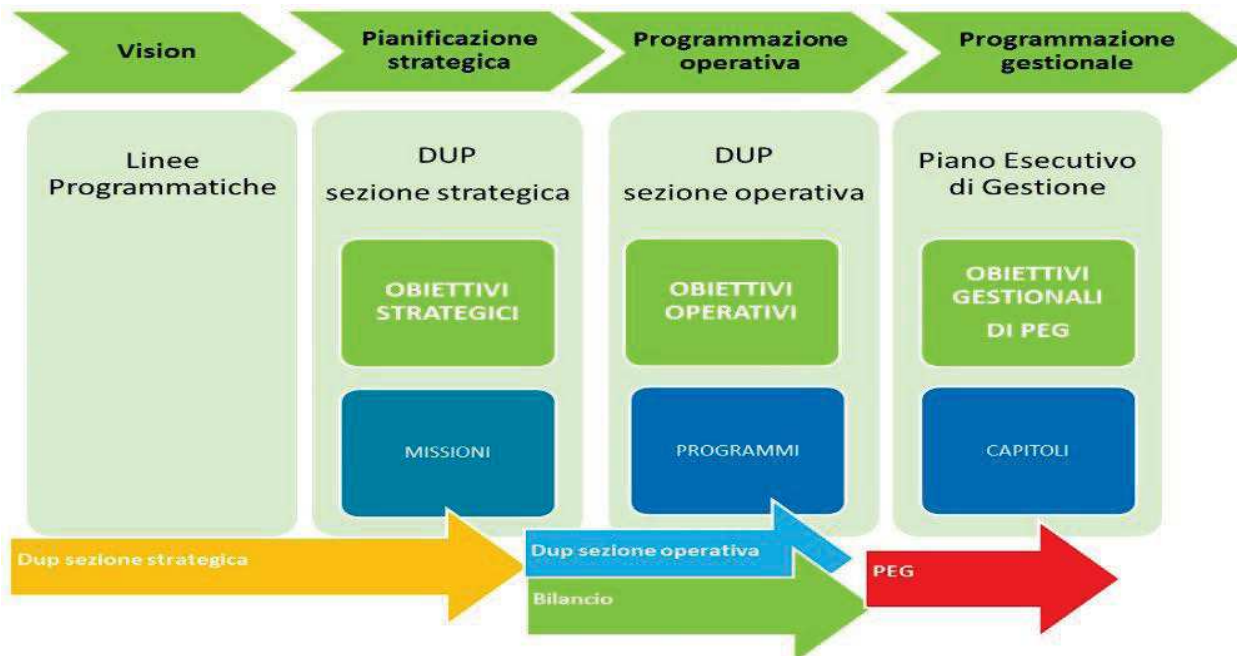 Vision
Pianificazione
strategica
Programmazione
operativa
Programmazione
gestionale
Linee
Programmatiche
DUP
sezione strategica
DUP
sezione operativa
Piano Esecutivo
di Gestione
OBIETTIVI
STRATEGICI
OBIETTIVI
OPERATIVI
OBIETTIVI
GESTIONALI
DI PEG
MISSIONI
PROGRAMMI
CAPITOLI
Dup sezione strategica
Dup sezione operativa
Bilancio
PEG